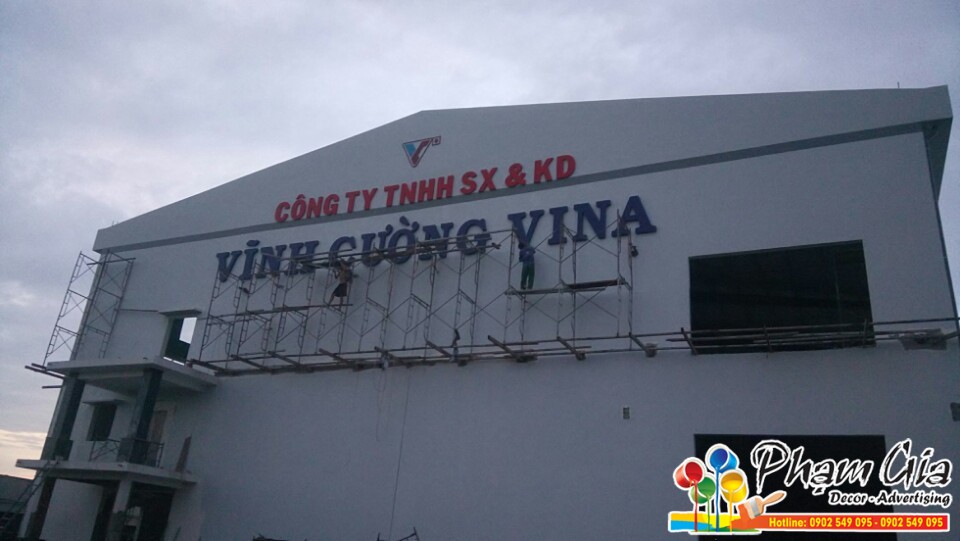 CÔNG TY TNHH SX & KD
VĨNH CƯỜNG VINA
Phạm Gia
Decor - Advertising
Hotline: 0902 549 095 - 0902 549 095